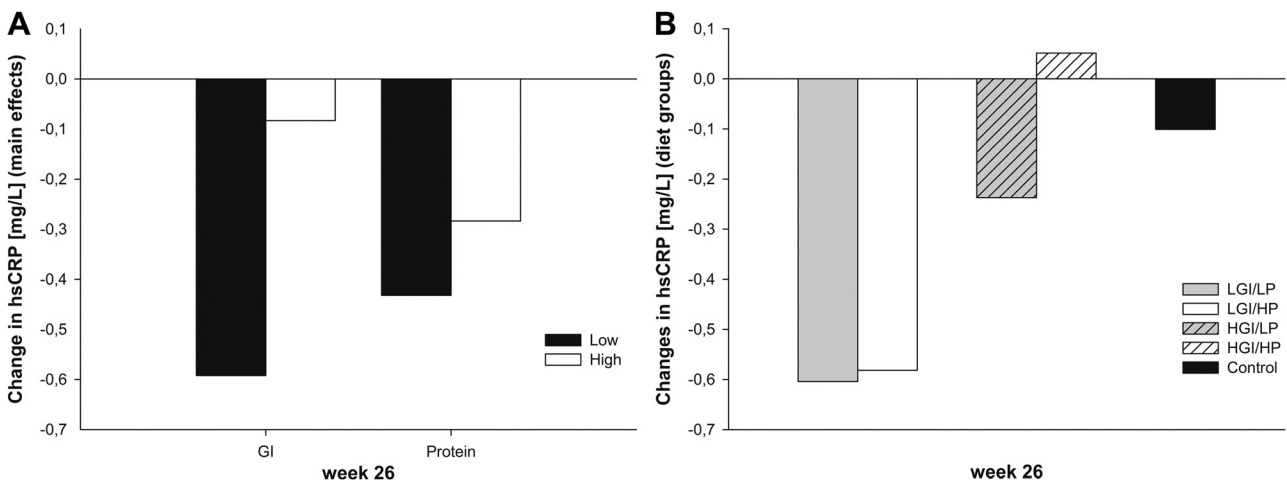 A
Change in hsCRP [mg/L] (main effects)
0,1
0,0
-0,1
-0,2
-0,3
-0,4
-0,5
-0,6
-0,7
Low
High
GI
Protein
week 26
B
Changes in hsCRP [mg/L] (diet groups)
0,1
0,0
-0,1
-0,2
-0,3
-0,4
-0,5
-0,6
-0,7
LGI/LP
LGI/HP
HGI/LP
HGI/HP
Control
week 26